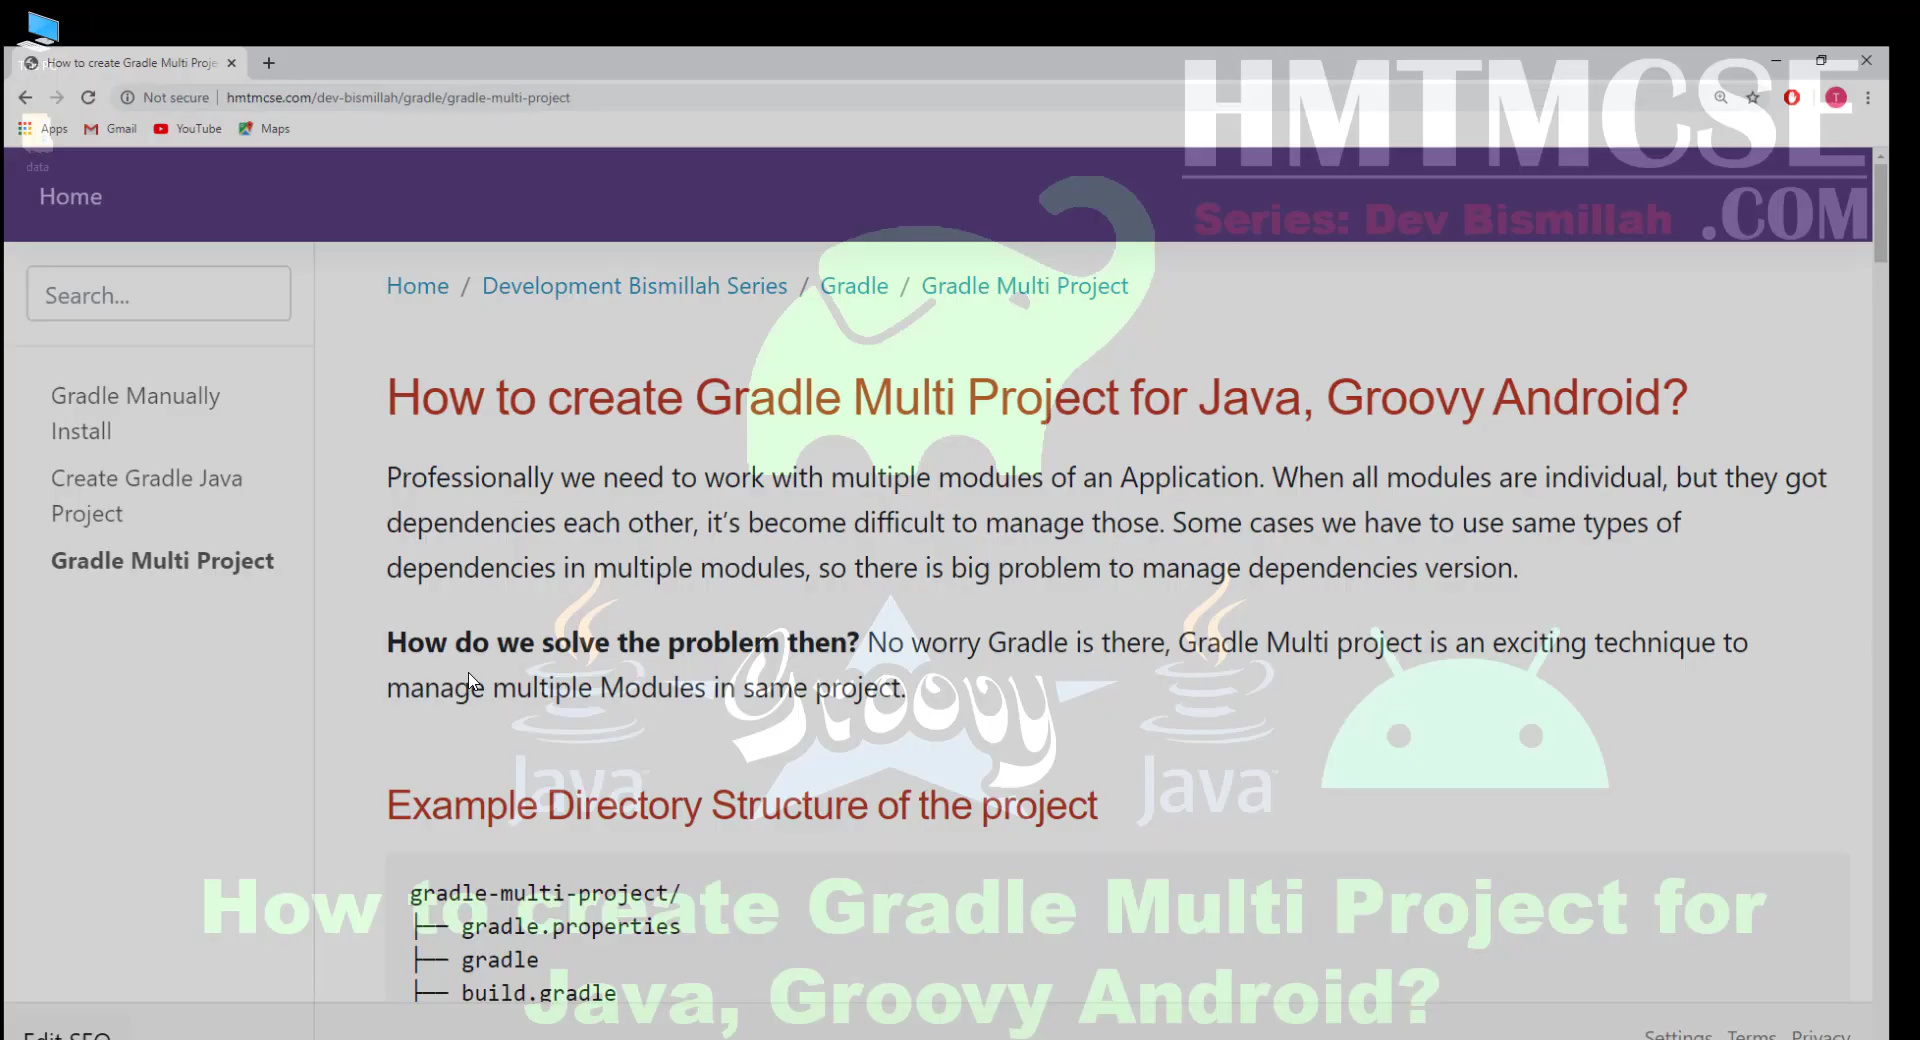 How to create Gradle Multi Proje
Not secure
hmtmcse.com/dev-bismillah/gradle/gradle-multi-project
Apps
Gmail
YouTube
Maps
data
HMTMCSE
.COM
Series: Dev Bismillah
Home
Search...
Home / Development Bismillah Series / Gradle / Gradle Multi Project
Gradle Manually
Install
Create Gradle Java
Project
Gradle Multi Project
How to create Gradle Multi Project for Java, Groovy Android?
Professionally we need to work with multiple modules of an Application. When all modules are individual, but they got
dependencies each other, it’s become difficult to manage those. Some cases we have to use same types of
dependencies in multiple modules, so there is big problem to manage dependencies version.
How do we solve the problem then? No worry Gradle is there, Gradle Multi project is an exciting technique to
manage multiple Modules in same project.
Java
Groovy
Java
Example Directory Structure of the project
gradle-multi-project/
├── gradle.properties
├── gradle
├── build.gradle
How to create Gradle Multi Project for
Java, Groovy Android?
Edit SEO
Settings Terms Privacy